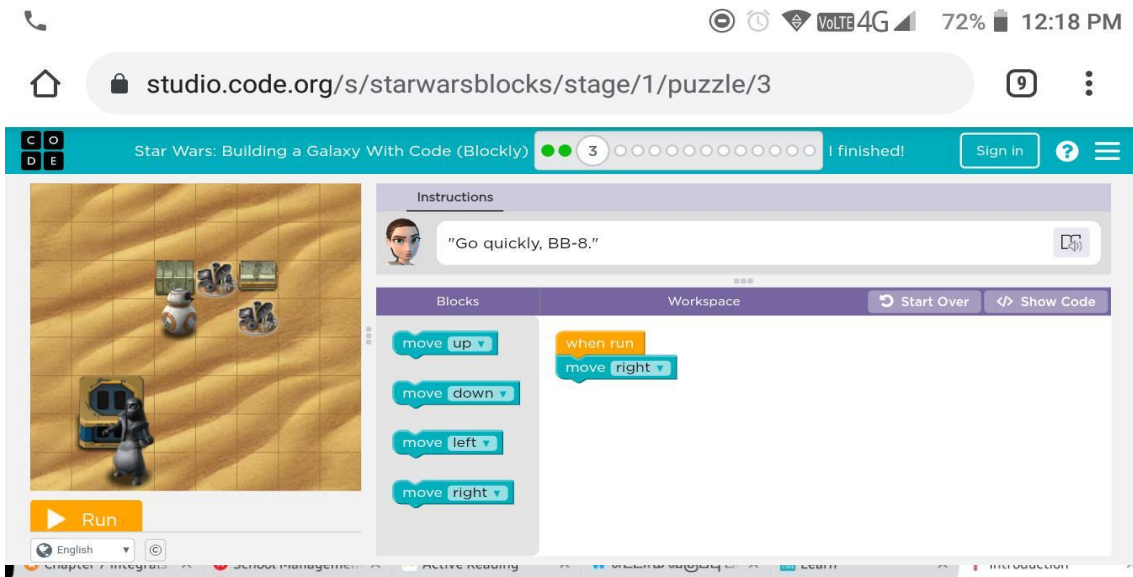 VoLTE 4G 72% 12:18 PM
studio.code.org/s/starwarsblocks/stage/1/puzzle/3
9
C O
D E
Star Wars: Building a Galaxy With Code (Blockly) 3 I finished! Sign in ?
Instructions
"Go quickly, BB-8."
Blocks Workspace Start Over </> Show Code
move up
move down
move left
move right
when run
move right
Run
English ©
Chapter 7 Integrals School Management Active Reading Learn Introduction